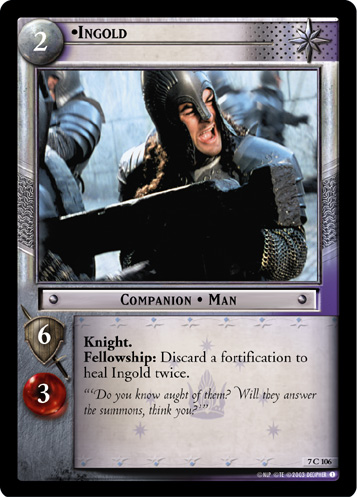 2
•Ingold
Companion • Man
6
3
Knight.
Fellowship: Discard a fortification to
heal Ingold twice.
“‘Do you know aught of them? Will they answer
the summons, think you?’”
7 C 106